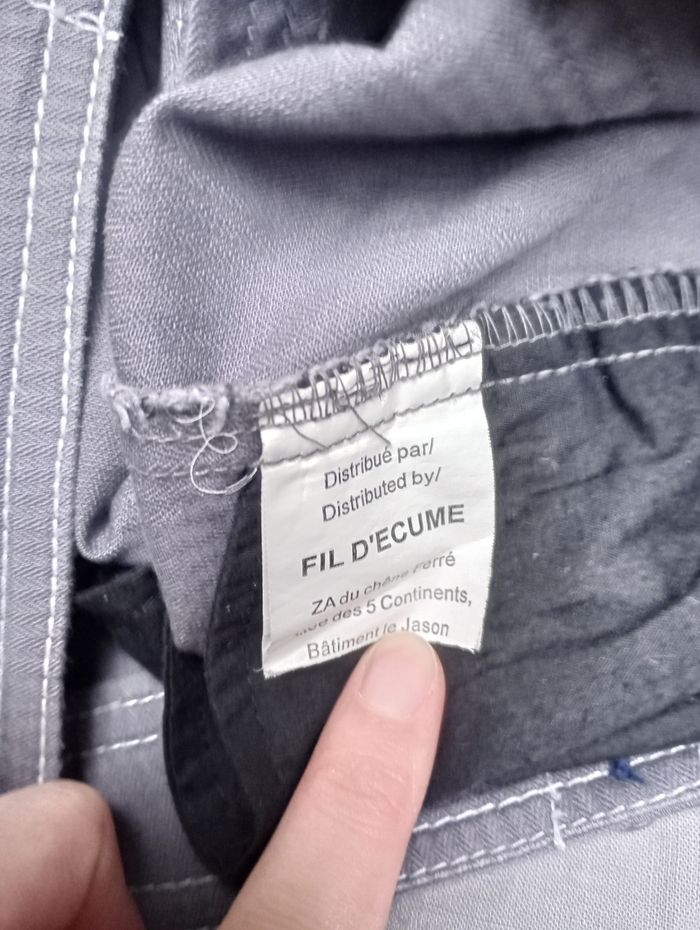 Distribué par/
Distributed by/
FIL D'ECUME
ZA du chêne Ferré
des 5 Continents,
Bâtiment le Jason